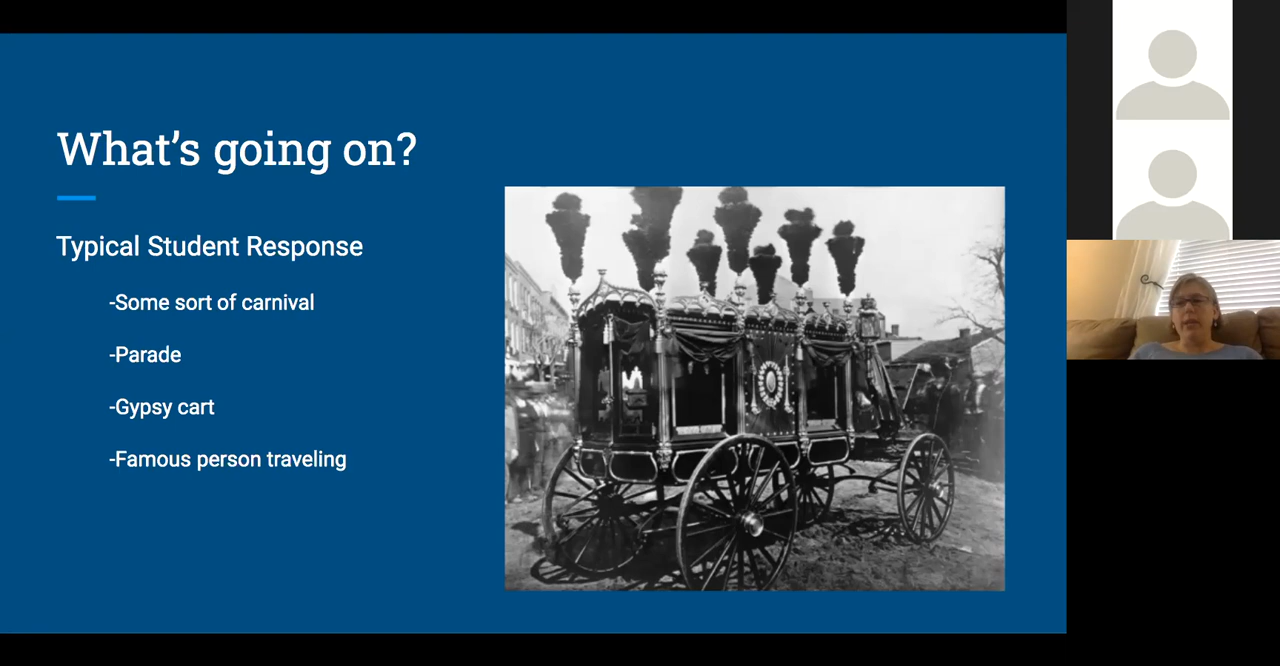 What’s going on?
Typical Student Response
-Some sort of carnival
-Parade
-Gypsy cart
-Famous person traveling